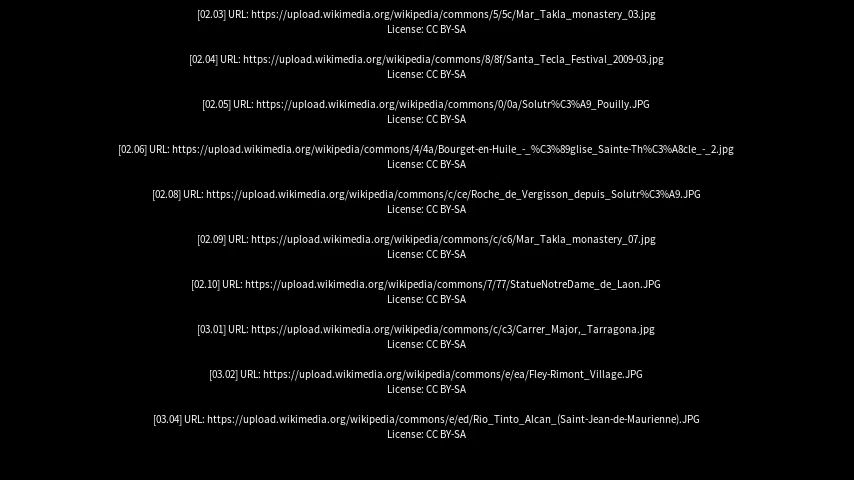 [02.03] URL: https://upload.wikimedia.org/wikipedia/commons/5/5c/Mar_Takla_monastery_03.jpg
License: CC BY-SA
[02.04] URL: https://upload.wikimedia.org/wikipedia/commons/8/8f/Santa_Tecla_Festival_2009-03.jpg
License: CC BY-SA
[02.05] URL: https://upload.wikimedia.org/wikipedia/commons/0/0a/Solutr%C3%A9_Pouilly.JPG
License: CC BY-SA
[02.06] URL: https://upload.wikimedia.org/wikipedia/commons/4/4a/Bourget-en-Huile_-_%C3%89glise_Sainte-Th%C3%A8cle_-_2.jpg
License: CC BY-SA
[02.08] URL: https://upload.wikimedia.org/wikipedia/commons/c/ce/Roche_de_Vergisson_depuis_Solutr%C3%A9.JPG
License: CC BY-SA
[02.09] URL: https://upload.wikimedia.org/wikipedia/commons/c/c6/Mar_Takla_monastery_07.jpg
License: CC BY-SA
[02.10] URL: https://upload.wikimedia.org/wikipedia/commons/7/77/StatueNotreDame_de_Laon.JPG
License: CC BY-SA
[03.01] URL: https://upload.wikimedia.org/wikipedia/commons/c/c3/Carrer_Major,_Tarragona.jpg
License: CC BY-SA
[03.02] URL: https://upload.wikimedia.org/wikipedia/commons/e/ea/Fley-Rimont_Village.JPG
License: CC BY-SA
[03.04] URL: https://upload.wikimedia.org/wikipedia/commons/e/ed/Rio_Tinto_Alcan_(Saint-Jean-de-Maurienne).JPG
License: CC BY-SA